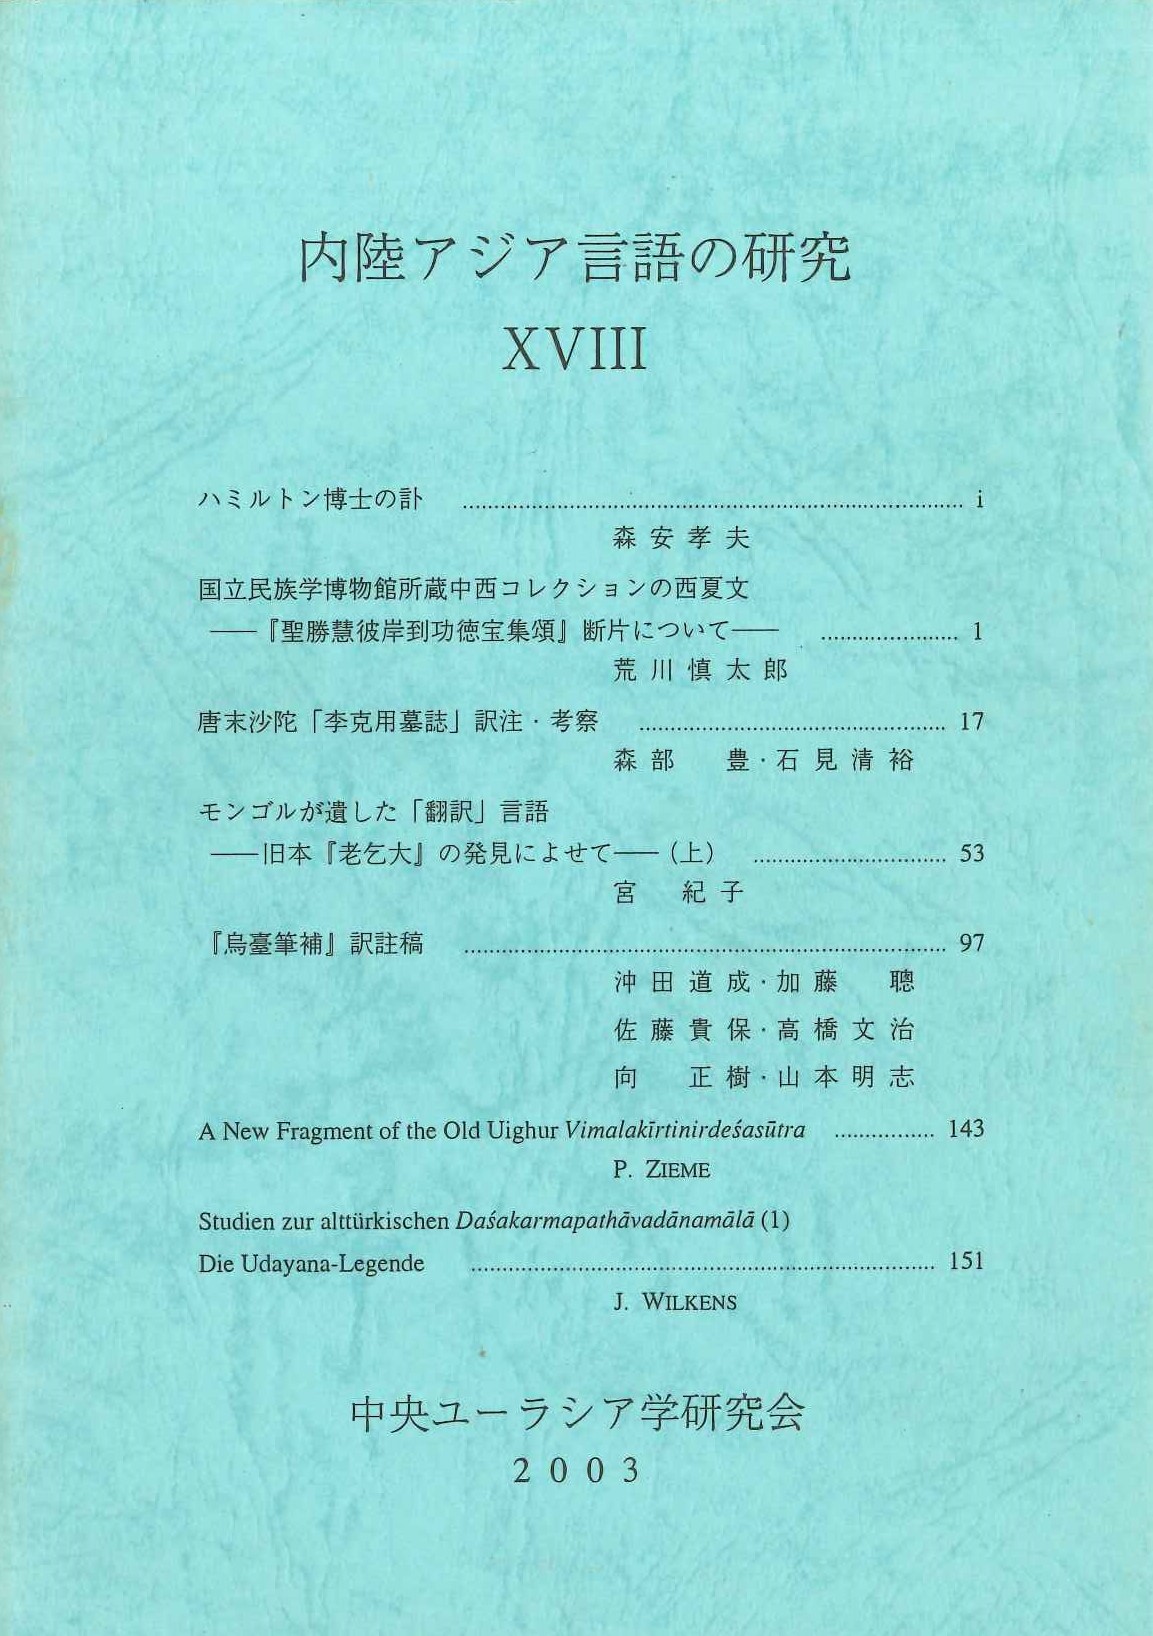 内陸アジア言語の研究
XVIII
ハミルトン博士の訃 ........ i
森安孝夫
国立民族学博物館所蔵中西コレクションの西夏文
――『聖勝慧彼岸到功徳宝集頌』断片について―― ........ 1
荒川慎太郎
唐末沙陀「李克用墓誌」訳注・考察 ........ 17
森部 豊・石見清裕
モンゴルが遺した「翻訳」言語
――旧本『老乞大』の発見によせて――（上） ........ 53
宮 紀子
『烏臺筆補』訳註稿 ........ 97
沖田道成・加藤 聰
佐藤貴保・高橋文治
向 正樹・山本明志
A New Fragment of the Old Uighur Vimalakīrtinirdeśasūtra ........ 143
P. ZIEME
Studien zur alttürkischen Daśakarmapathāvadānamālā (1)
Die Udayana-Legende ........ 151
J. WILKENS
中央ユーラシア学研究会
2003